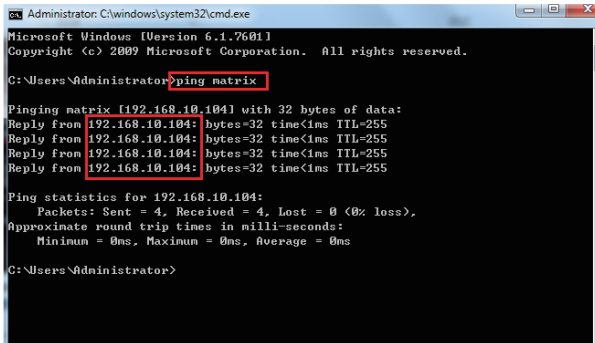 Administrator: C:\windows\system32\cmd.exe
Microsoft Windows [Version 6.1.7601]
Copyright (c) 2009 Microsoft Corporation.  All rights reserved.
C:\Users\Administrator>ping matrix
Pinging matrix [192.168.10.104] with 32 bytes of data:
Reply from 192.168.10.104: bytes=32 time<1ms TTL=255
Reply from 192.168.10.104: bytes=32 time<1ms TTL=255
Reply from 192.168.10.104: bytes=32 time<1ms TTL=255
Reply from 192.168.10.104: bytes=32 time<1ms TTL=255
Ping statistics for 192.168.10.104:
Packets: Sent = 4, Received = 4, Lost = 0 (0% loss),
Approximate round trip times in milli-seconds:
Minimum = 0ms, Maximum = 0ms, Average = 0ms
C:\Users\Administrator>